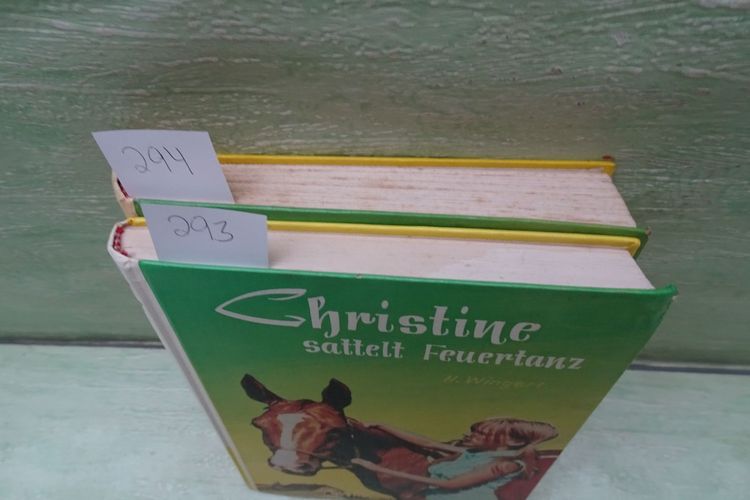 294
293
Christine
sattelt Feuertanz
H. Wingert